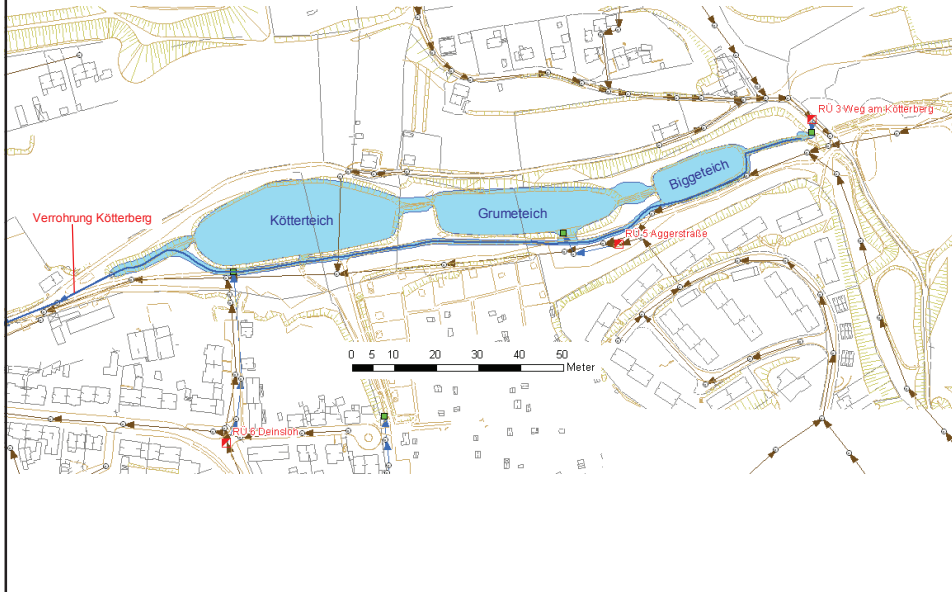 RÜ 3 Weg am Kötterberg
Biggeteich
Kötterteich
Grumeteich
Verrohrung Kötterberg
RÜ 5 Aggerstraße
0 5 10 20 30 40 50
Meter
RÜ 6 Deinsloh